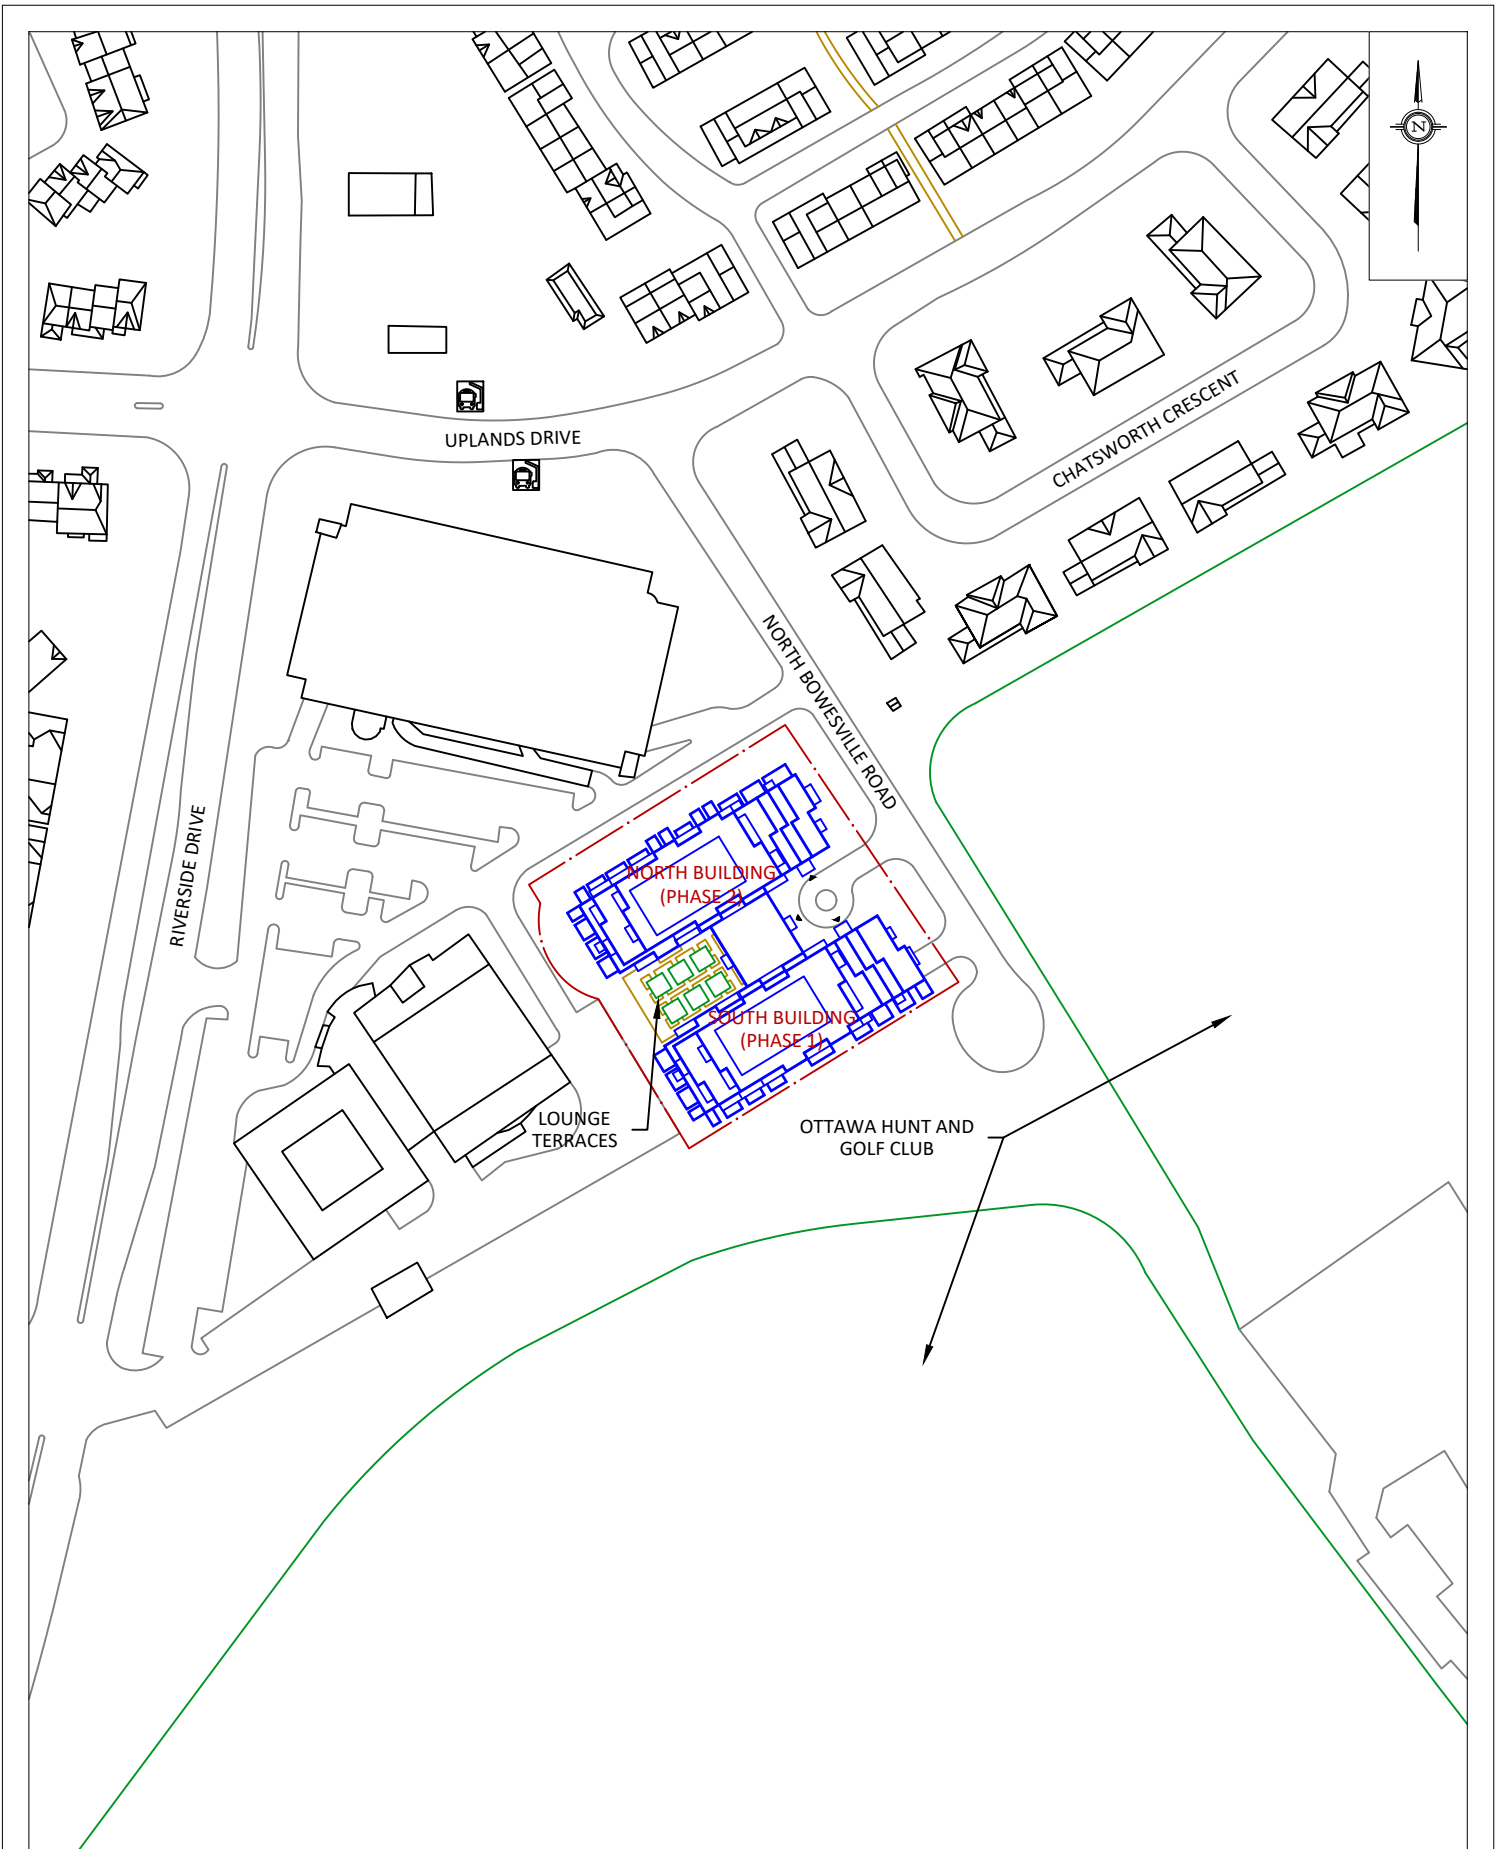 N
UPLANDS DRIVE
CHATSWORTH CRESCENT
NORTH BOWESVILLE ROAD
RIVERSIDE DRIVE
NORTH BUILDING
(PHASE 2)
SOUTH BUILDING
(PHASE 1)
LOUNGE
TERRACES
OTTAWA HUNT AND
GOLF CLUB